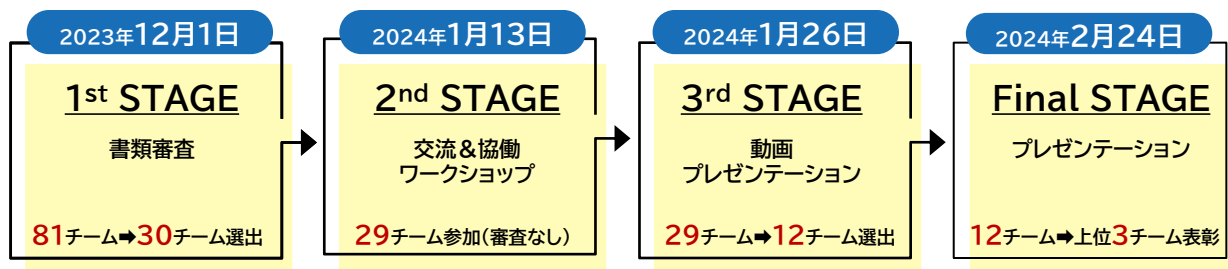 2023年12月1日
1st STAGE
書類審査
81チーム➡30チーム選出
2024年1月13日
2nd STAGE
交流＆協働
ワークショップ
29チーム参加（審査なし）
2024年1月26日
3rd STAGE
動画
プレゼンテーション
29チーム➡12チーム選出
2024年2月24日
Final STAGE
プレゼンテーション
12チーム➡上位3チーム表彰